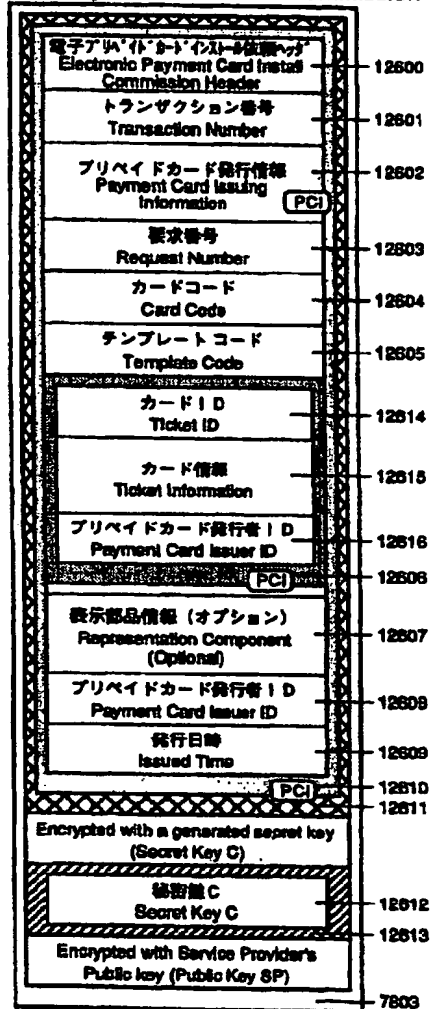 電子プリペイドカードインストール依頼ヘッダ
Electronic Payment Card Install
Commission Header
12600
トランザクション番号
Transaction Number
12601
プリペイドカード発行情報
Payment Card Issuing
Information
PCI
12602
要求番号
Request Number
12603
カードコード
Card Code
12604
テンプレートコード
Template Code
12605
カードID
Ticket ID
12614
カード情報
Ticket Information
12615
プリペイドカード発行者ID
Payment Card Issuer ID
12616
PCI
12606
表示部品情報（オプション）
Representation Component
(Optional)
12607
プリペイドカード発行者ID
Payment Card Issuer ID
12608
発行日時
Issued Time
12609
PCI
12610
12611
Encrypted with a generated secret key
(Secret Key C)
秘密鍵C
Secret Key C
12612
12613
Encrypted with Service Provider's
Public key (Public Key SP)
7803